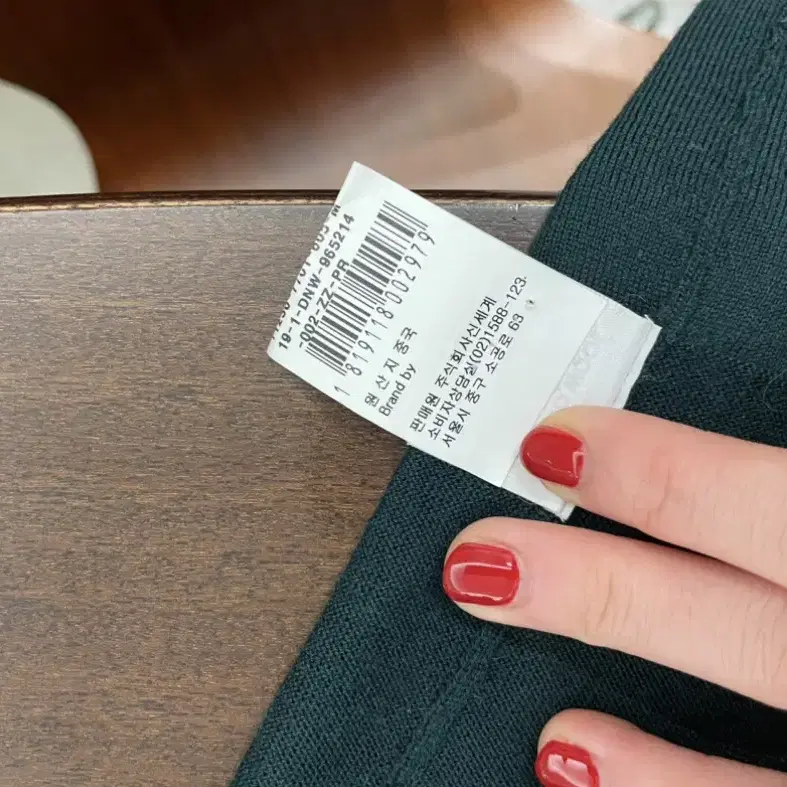 19-1-DNW-965214
-002-ZZ-PR
1 819118 002979
원산지 중국
Brand by
판매원 주식회사신세계
소비자상담실(02)1588-123
서울시 중구 소공로 63